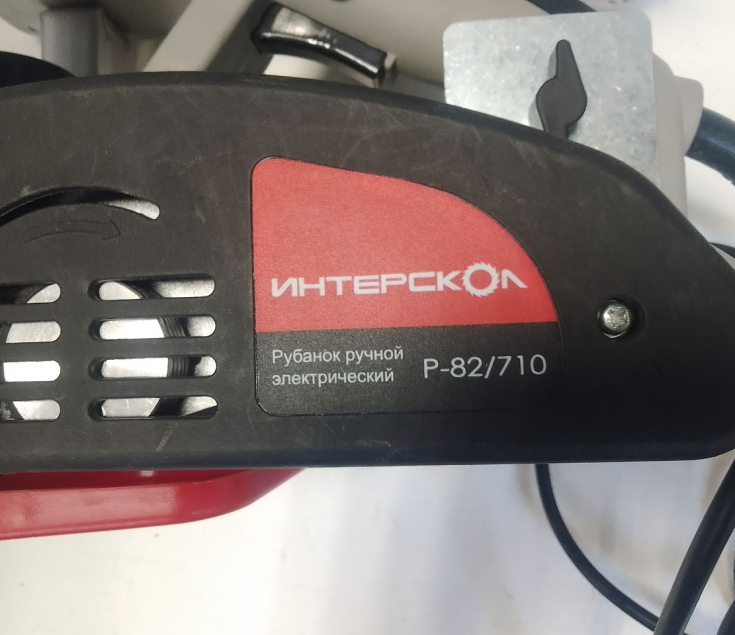 ИНТЕРСКОЛ
Рубанок ручной
электрический
Р-82/710